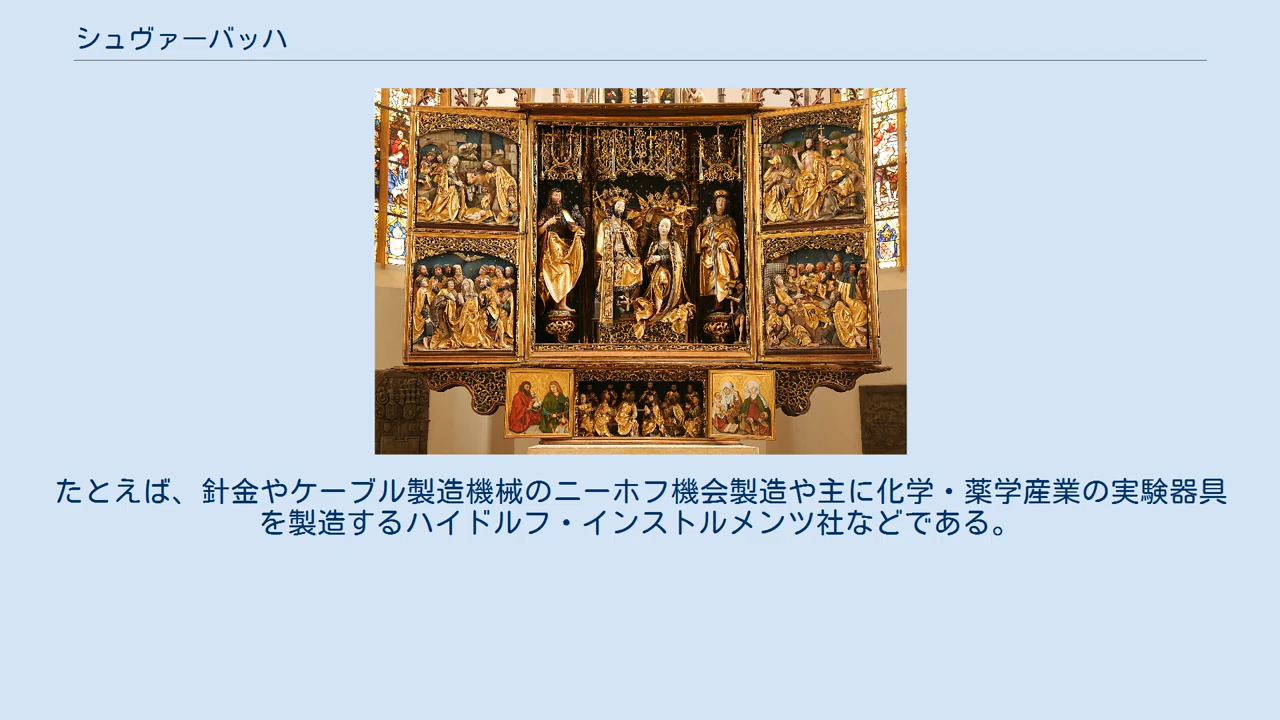 シュヴァーバッハ
たとえば、針金やケーブル製造機械のニーホフ機会製造や主に化学・薬学産業の実験器具
を製造するハイドルフ・インストルメンツ社などである。